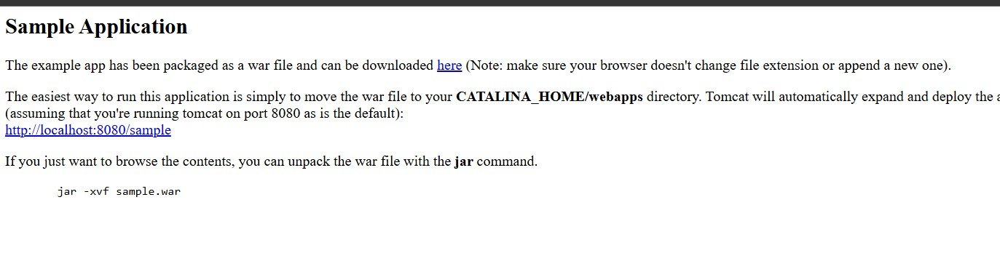 Sample Application
The example app has been packaged as a war file and can be downloaded here (Note: make sure your browser doesn't change file extension or append a new one).
The easiest way to run this application is simply to move the war file to your CATALINA_HOME/webapps directory. Tomcat will automatically expand and deploy the
(assuming that you're running tomcat on port 8080 as is the default):
http://localhost:8080/sample
If you just want to browse the contents, you can unpack the war file with the jar command.
jar -xvf sample.war